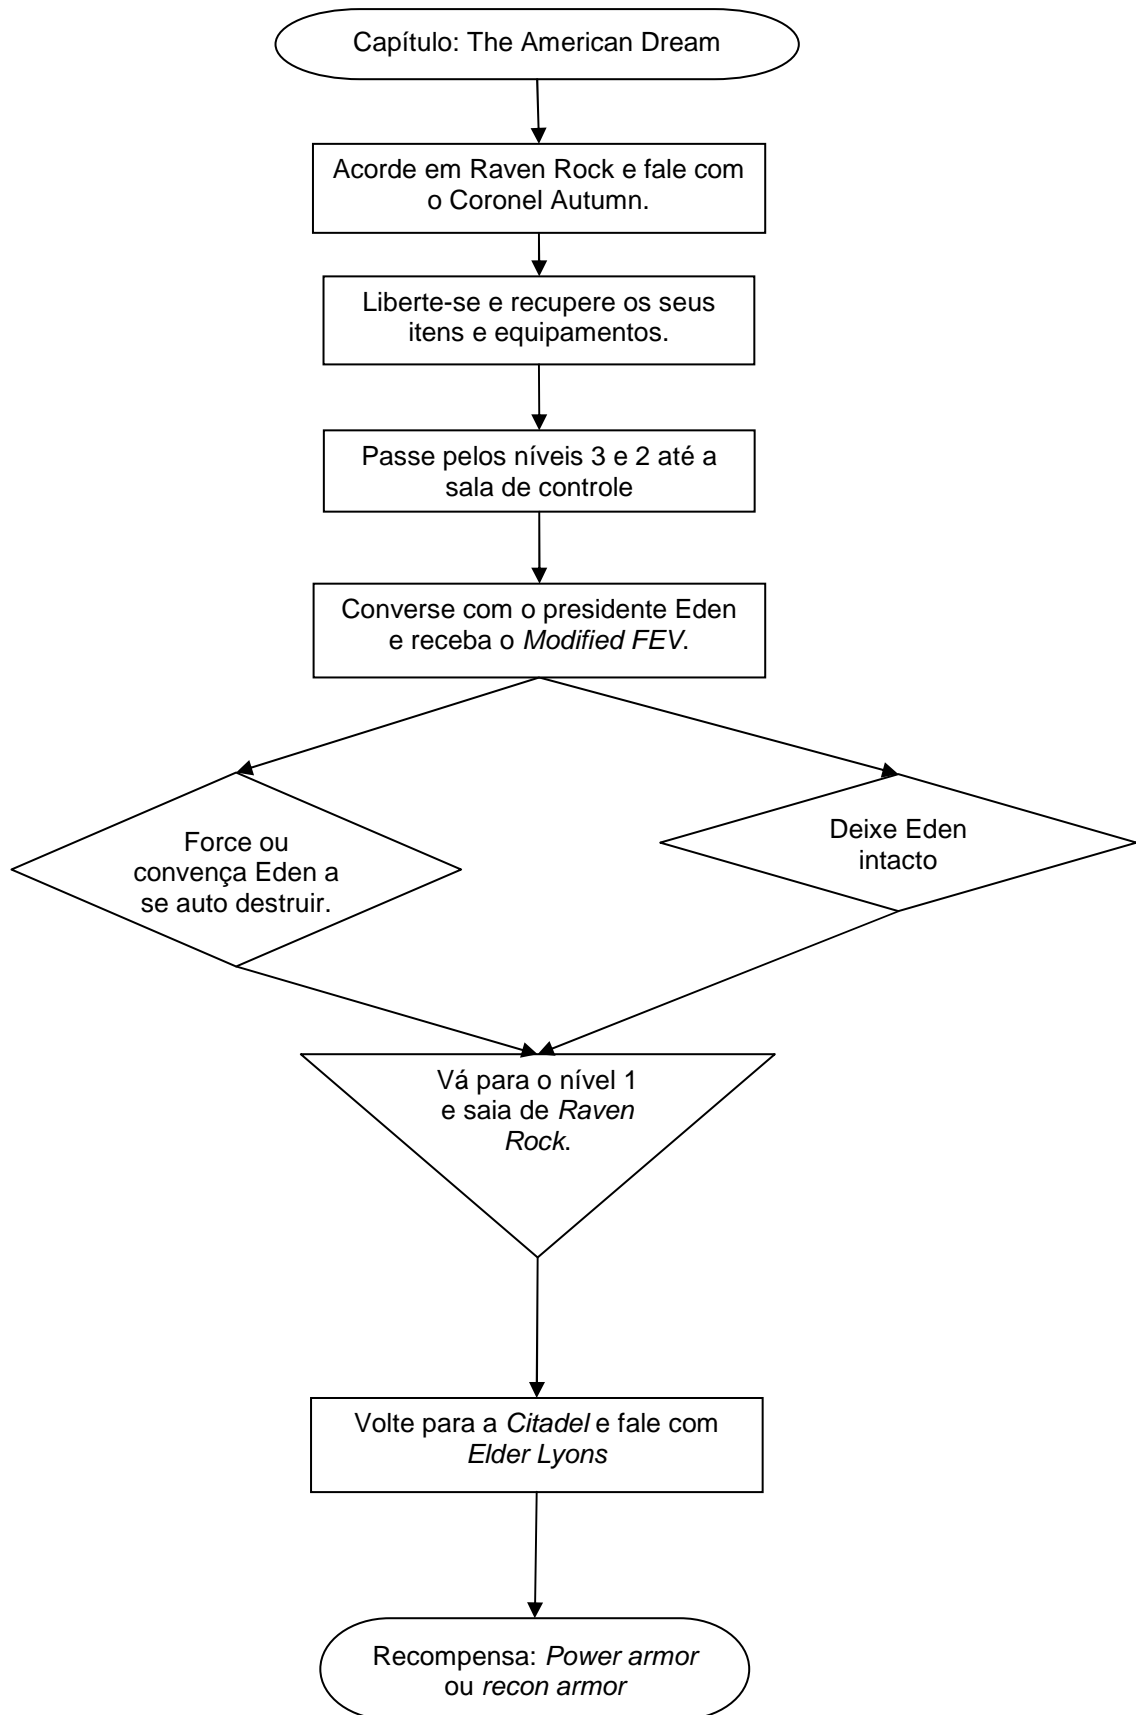 Capítulo: The American Dream
Acorde em Raven Rock e fale com
o Coronel Autumn.
Liberte-se e recupere os seus
itens e equipamentos.
Passe pelos níveis 3 e 2 até a
sala de controle
Converse com o presidente Eden
e receba o Modified FEV.
Force ou
convença Eden a
se auto destruir.
Deixe Eden
intacto
Vá para o nível 1
e saia de Raven
Rock.
Volte para a Citadel e fale com
Elder Lyons
Recompensa: Power armor
ou recon armor